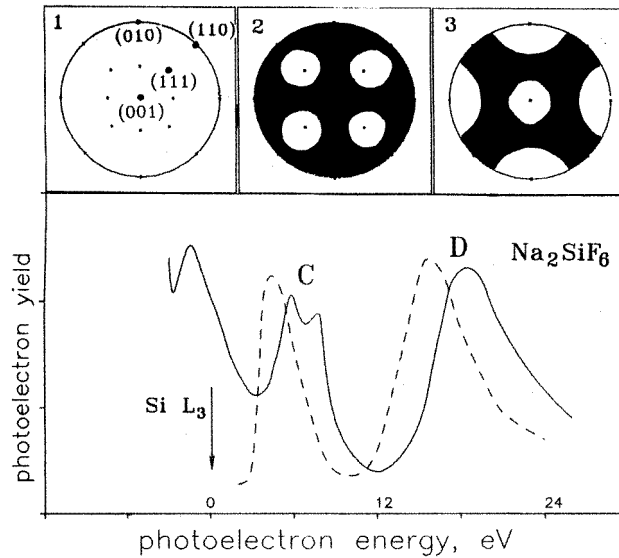 1
(010)
(110)
(111)
(001)
2
3
photoelectron yield
C
D
Na₂SiF₆
Si L₃
0
12
24
photoelectron energy, eV